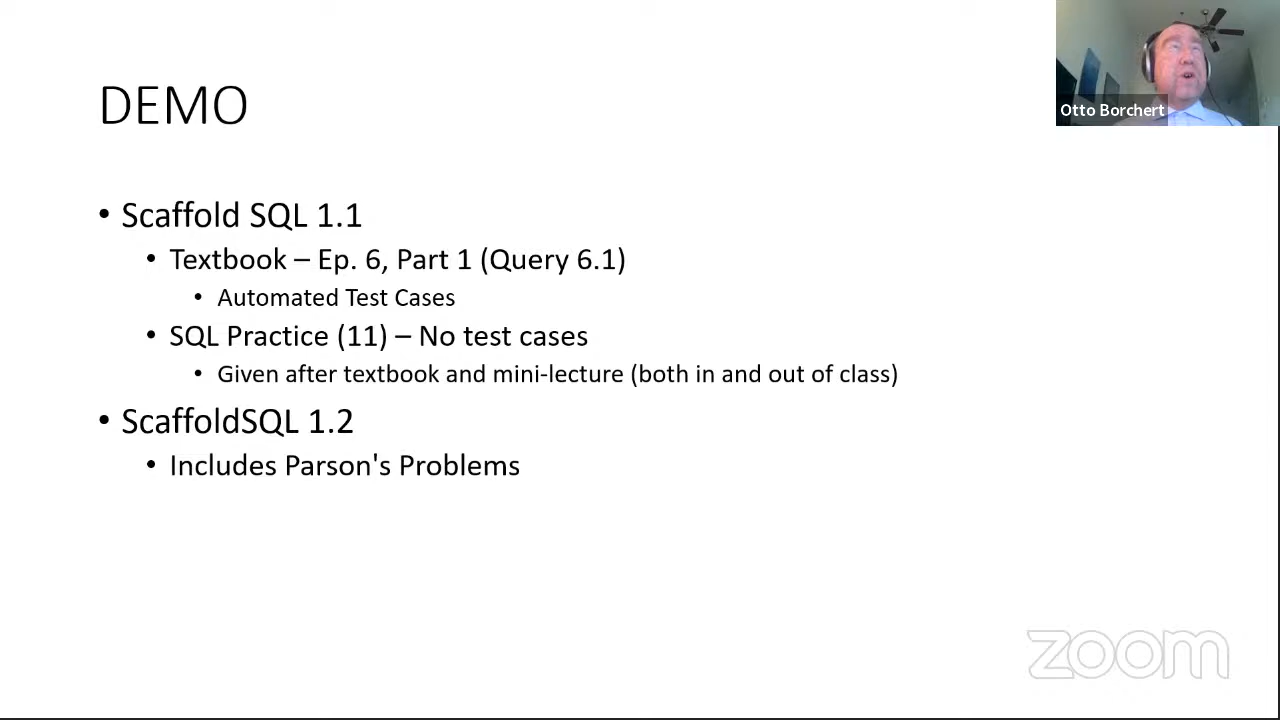 DEMO
Otto Borchert
• Scaffold SQL 1.1
• Textbook – Ep. 6, Part 1 (Query 6.1)
• Automated Test Cases
• SQL Practice (11) – No test cases
• Given after textbook and mini-lecture (both in and out of class)
• ScaffoldSQL 1.2
• Includes Parson's Problems
zoom